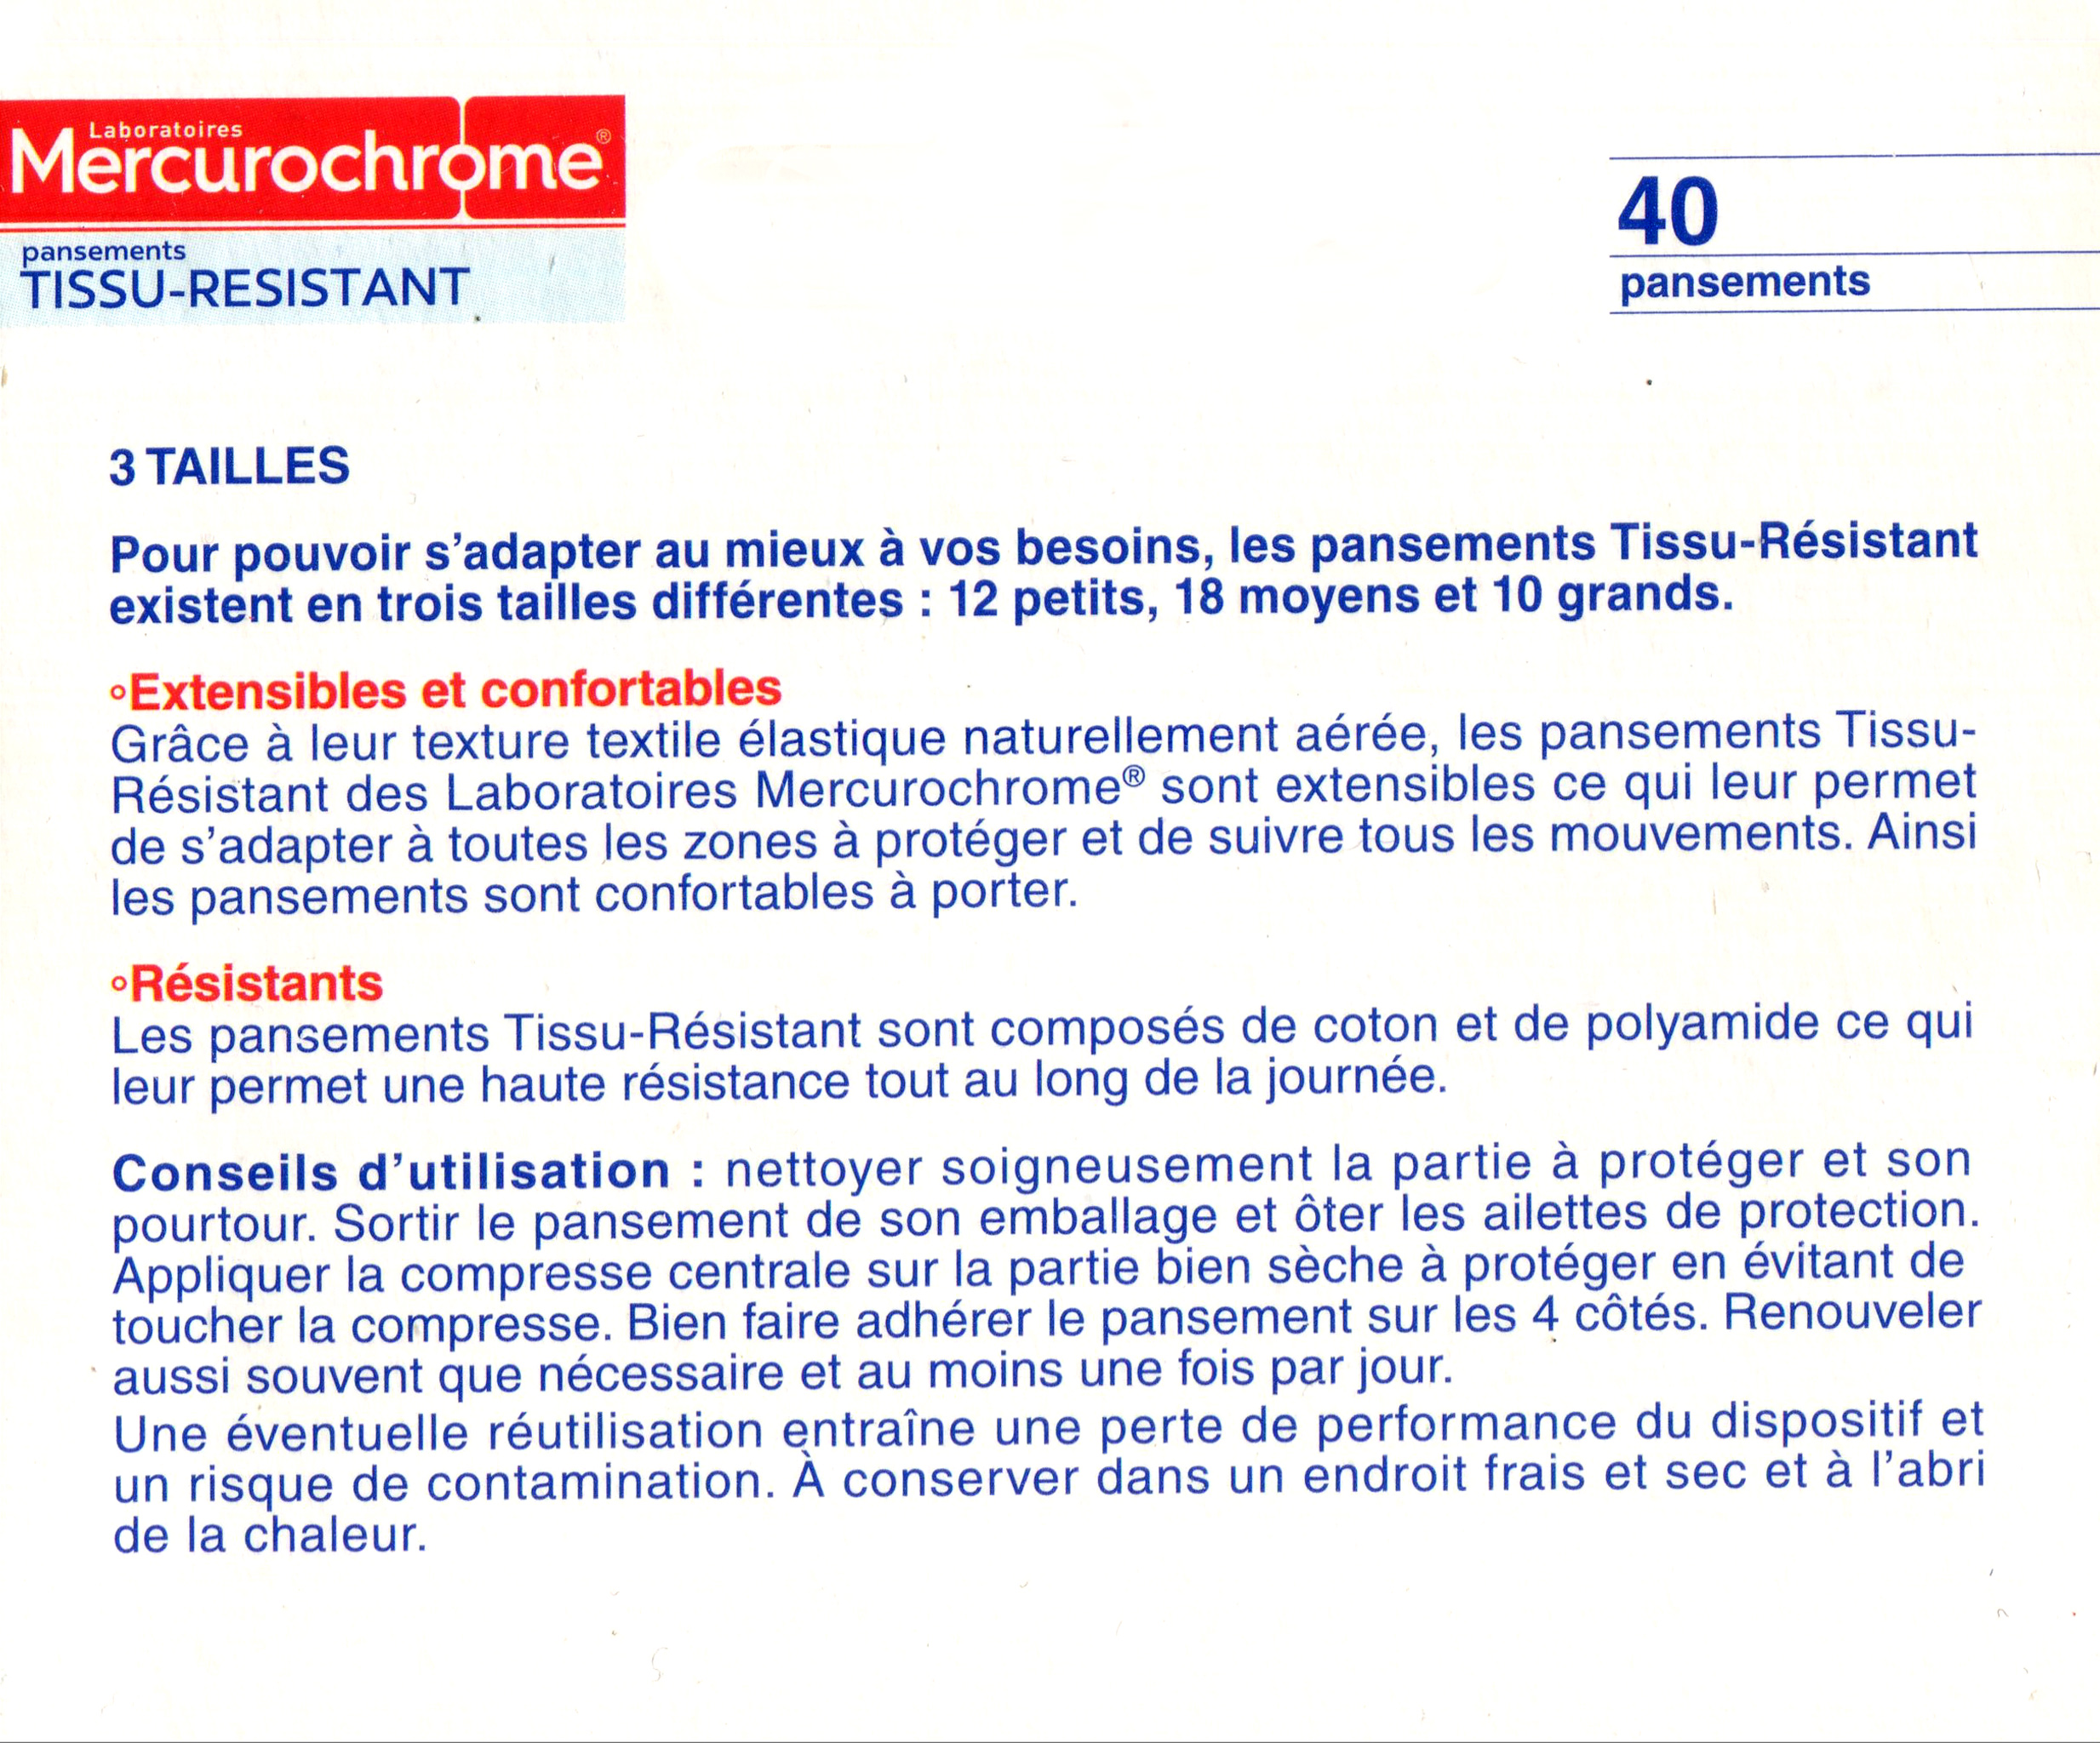 Laboratoires
Mercurochrome®
pansements
TISSU-RESISTANT
40
pansements
3 TAILLES
Pour pouvoir s'adapter au mieux à vos besoins, les pansements Tissu-Résistant
existent en trois tailles différentes : 12 petits, 18 moyens et 10 grands.
°Extensibles et confortables
Grâce à leur texture textile élastique naturellement aérée, les pansements Tissu-
Résistant des Laboratoires Mercurochrome® sont extensibles ce qui leur permet
de s'adapter à toutes les zones à protéger et de suivre tous les mouvements. Ainsi
les pansements sont confortables à porter.
°Résistants
Les pansements Tissu-Résistant sont composés de coton et de polyamide ce qui
leur permet une haute résistance tout au long de la journée.
Conseils d'utilisation : nettoyer soigneusement la partie à protéger et son
pourtour. Sortir le pansement de son emballage et ôter les ailettes de protection.
Appliquer la compresse centrale sur la partie bien sèche à protéger en évitant de
toucher la compresse. Bien faire adhérer le pansement sur les 4 côtés. Renouveler
aussi souvent que nécessaire et au moins une fois par jour.
Une éventuelle réutilisation entraîne une perte de performance du dispositif et
un risque de contamination. À conserver dans un endroit frais et sec et à l'abri
de la chaleur.